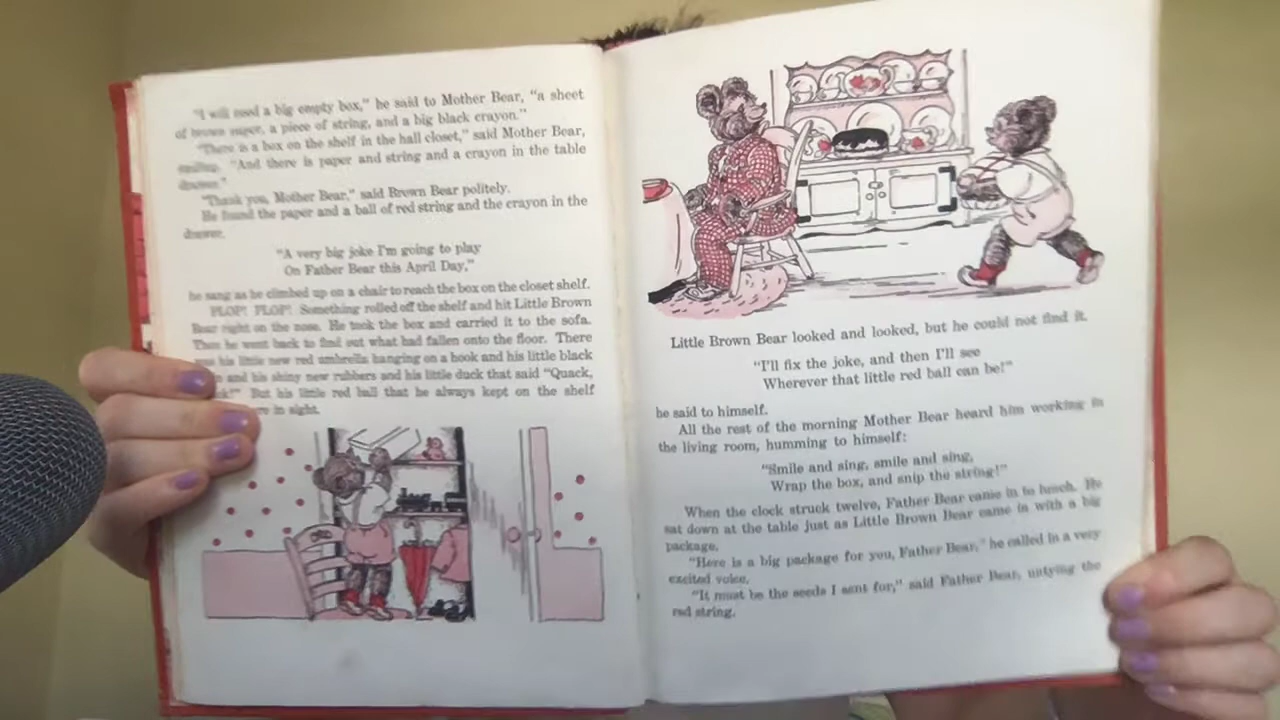 "I will need a big empty box," he said to Mother Bear, "a sheet
of brown paper, a piece of string, and a big black crayon."
"There is a box on the shelf in the hall closet," said Mother Bear,
smiling. "And there is paper and string and a crayon in the table
drawer."
"Thank you, Mother Bear," said Brown Bear politely.
He found the paper and a ball of red string and the crayon in the
drawer.
"A very big joke I'm going to play
On Father Bear this April Day,"
he sang as he climbed up on a chair to reach the box on the closet shelf.
PLOP! PLOP! Something rolled off the shelf and hit Little Brown
Bear right on the nose. He took the box and carried it to the sofa.
Then he went back to find out what had fallen onto the floor. There
was his little new red umbrella hanging on a hook and his little black
and his shiny new rubbers and his little duck that said "Quack,
But his little red ball that he always kept on the shelf
in sight.
Little Brown Bear looked and looked, but he could not find it.
"I'll fix the joke, and then I'll see
Wherever that little red ball can be!"
he said to himself.
All the rest of the morning Mother Bear heard him working in
the living room, humming to himself:
"Smile and sing, smile and sing,
Wrap the box, and snip the string!"
When the clock struck twelve, Father Bear came in to lunch. He
sat down at the table just as Little Brown Bear came in with a big
package.
"Here is a big package for you, Father Bear," he called in a very
excited voice.
"It must be the seeds I sent for," said Father Bear, untying the
red string.